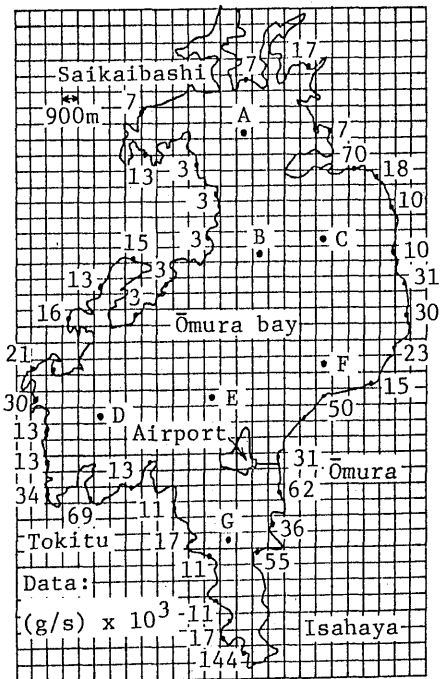 17
Saikaibashi
7
900m
7
A
7
13
3
70
18
3
10
15
3
B
C
10
13
3
31
3
30
16
Ōmura bay
23
21
F
15
30
E
50
D
13
Airport
13
13
31
Ōmura
34
69
11
62
G
36
Tokitu
17
55
11
Data:
(g/s) x 10³
11
17
Isahaya
144